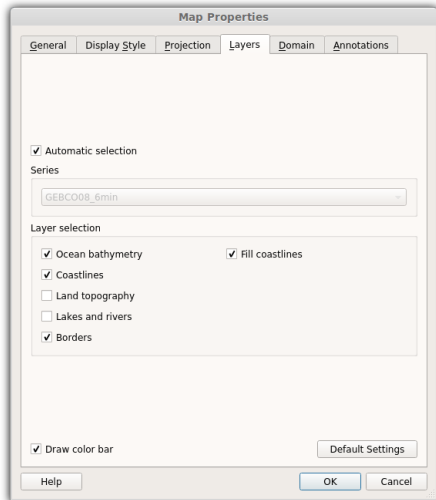 Map Properties
General Display Style Projection Layers Domain Annotations
Automatic selection
Series
GEBCO08_6min
Layer selection
Ocean bathymetry Fill coastlines
Coastlines
Land topography
Lakes and rivers
Borders
Draw color bar Default Settings
Help OK Cancel